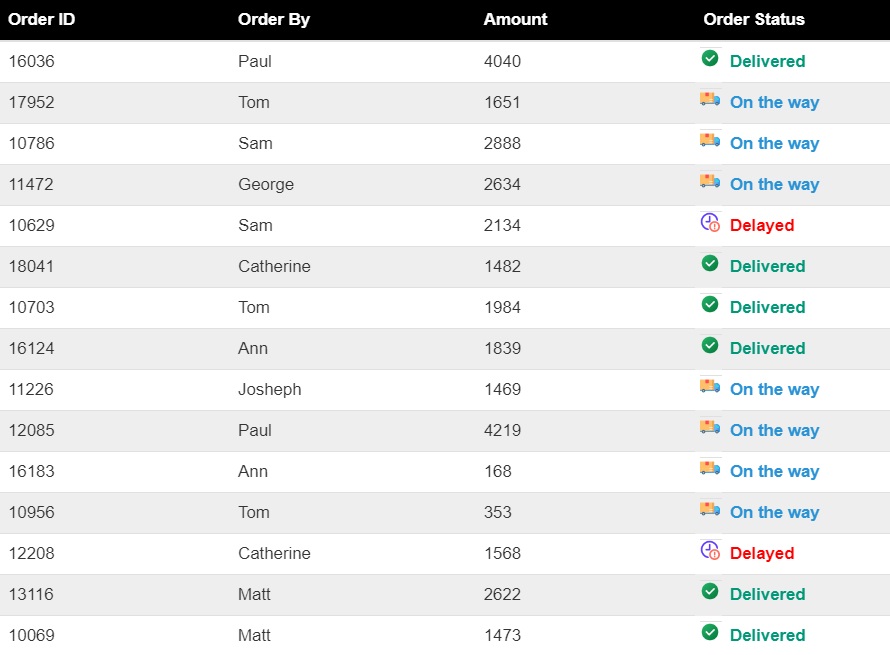 Order ID Order By Amount Order Status
16036 Paul 4040 Delivered
17952 Tom 1651 On the way
10786 Sam 2888 On the way
11472 George 2634 On the way
10629 Sam 2134 Delayed
18041 Catherine 1482 Delivered
10703 Tom 1984 Delivered
16124 Ann 1839 Delivered
11226 Josheph 1469 On the way
12085 Paul 4219 On the way
16183 Ann 168 On the way
10956 Tom 353 On the way
12208 Catherine 1568 Delayed
13116 Matt 2622 Delivered
10069 Matt 1473 Delivered